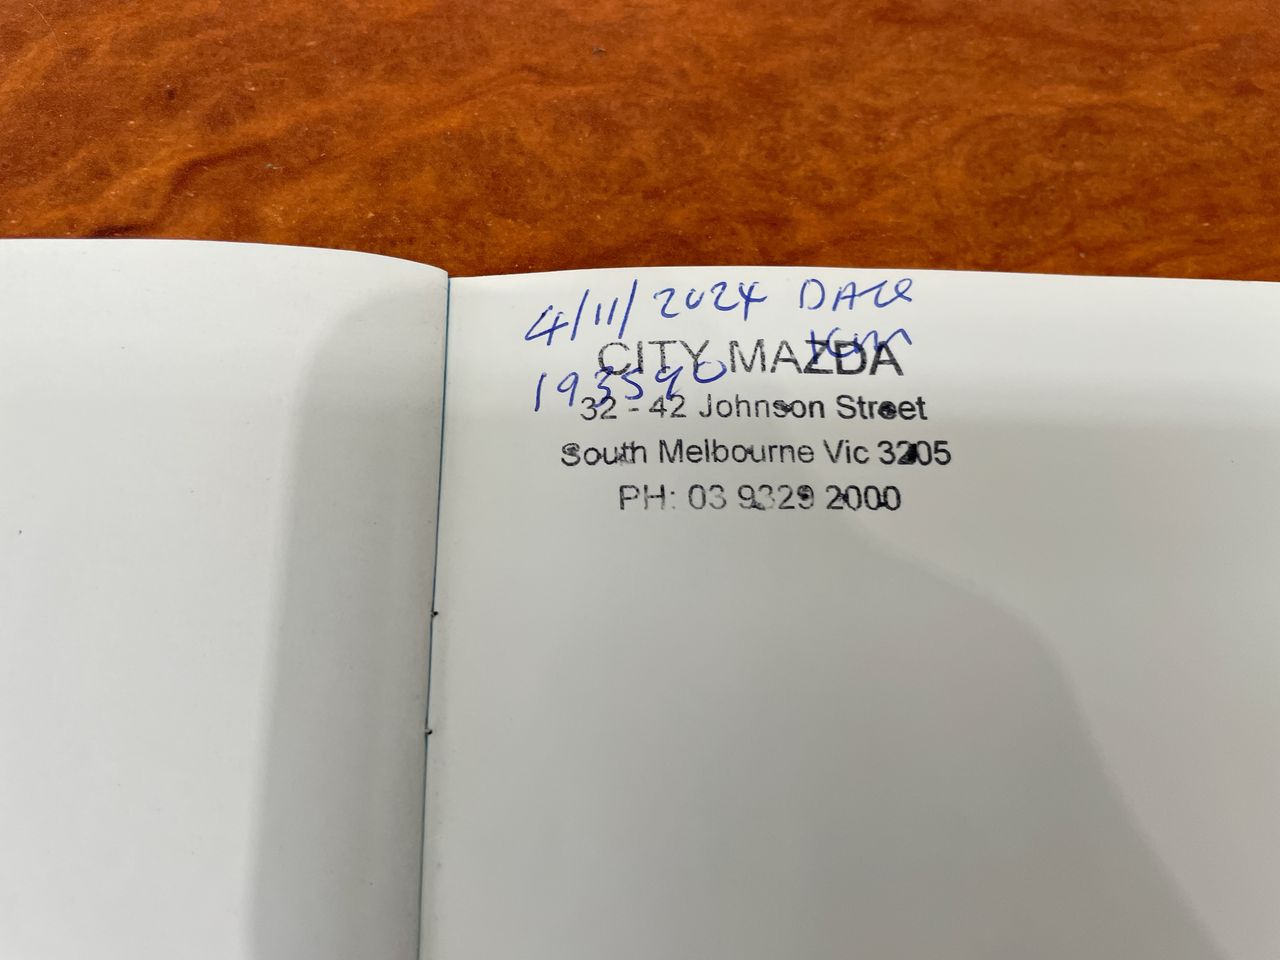 4/11/2024 DATE
CITY MAZDA
193590 km
32 - 42 Johnson Street
South Melbourne Vic 3205
PH: 03 9329 2000